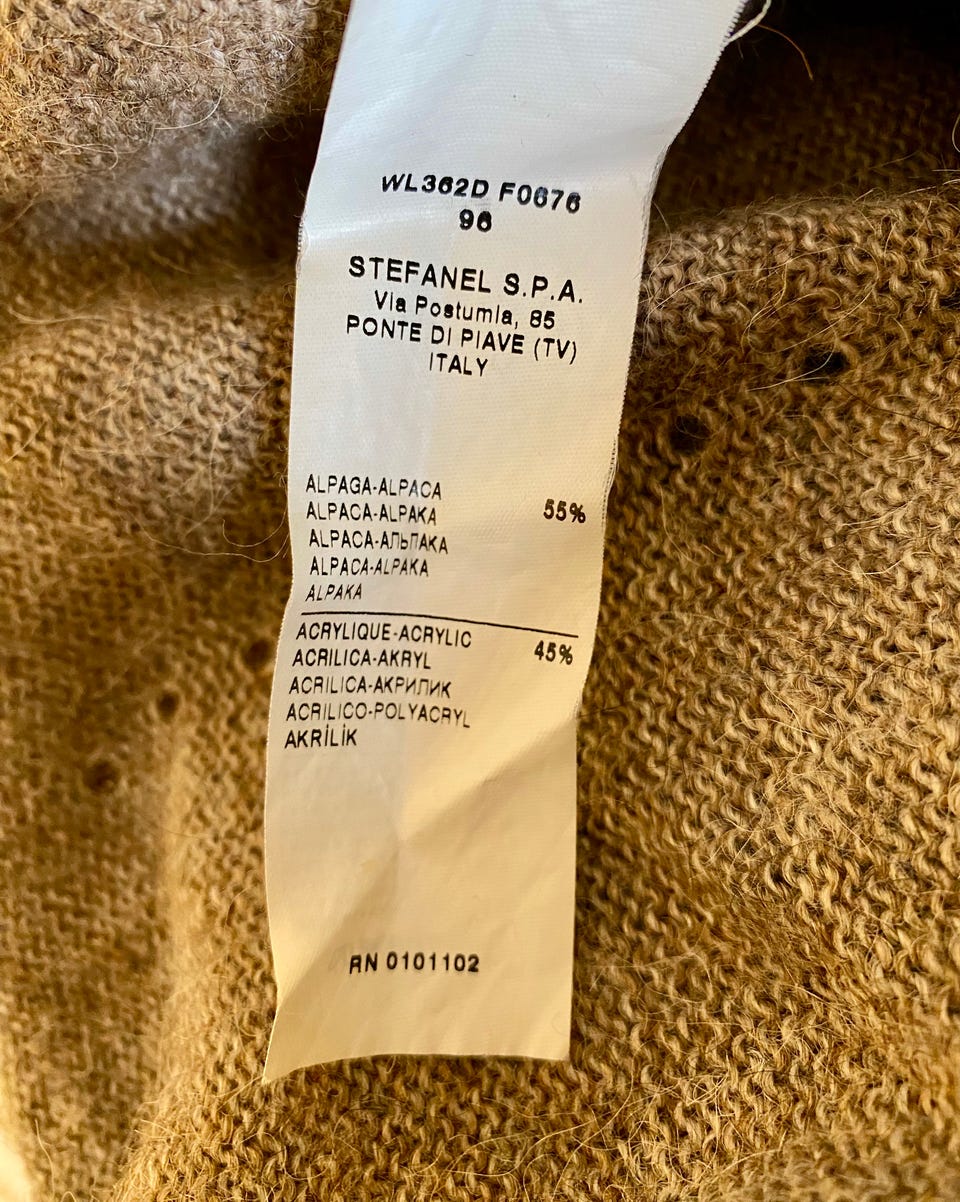 WL362D F0676
96
STEFANEL S.P.A.
Via Postumia, 85
PONTE DI PIAVE (TV)
ITALY
ALPAGA-ALPACA
ALPACA-ALPAKA 55%
ALPACA-АЛЬПАКА
ALPACA-ALPAKA
ALPAKA
ACRYLIQUE-ACRYLIC
ACRILICA-AKRYL 45%
ACRILICA-АКРИЛИК
ACRILICO-POLYACRYL
AKRİLİK
RN 0101102